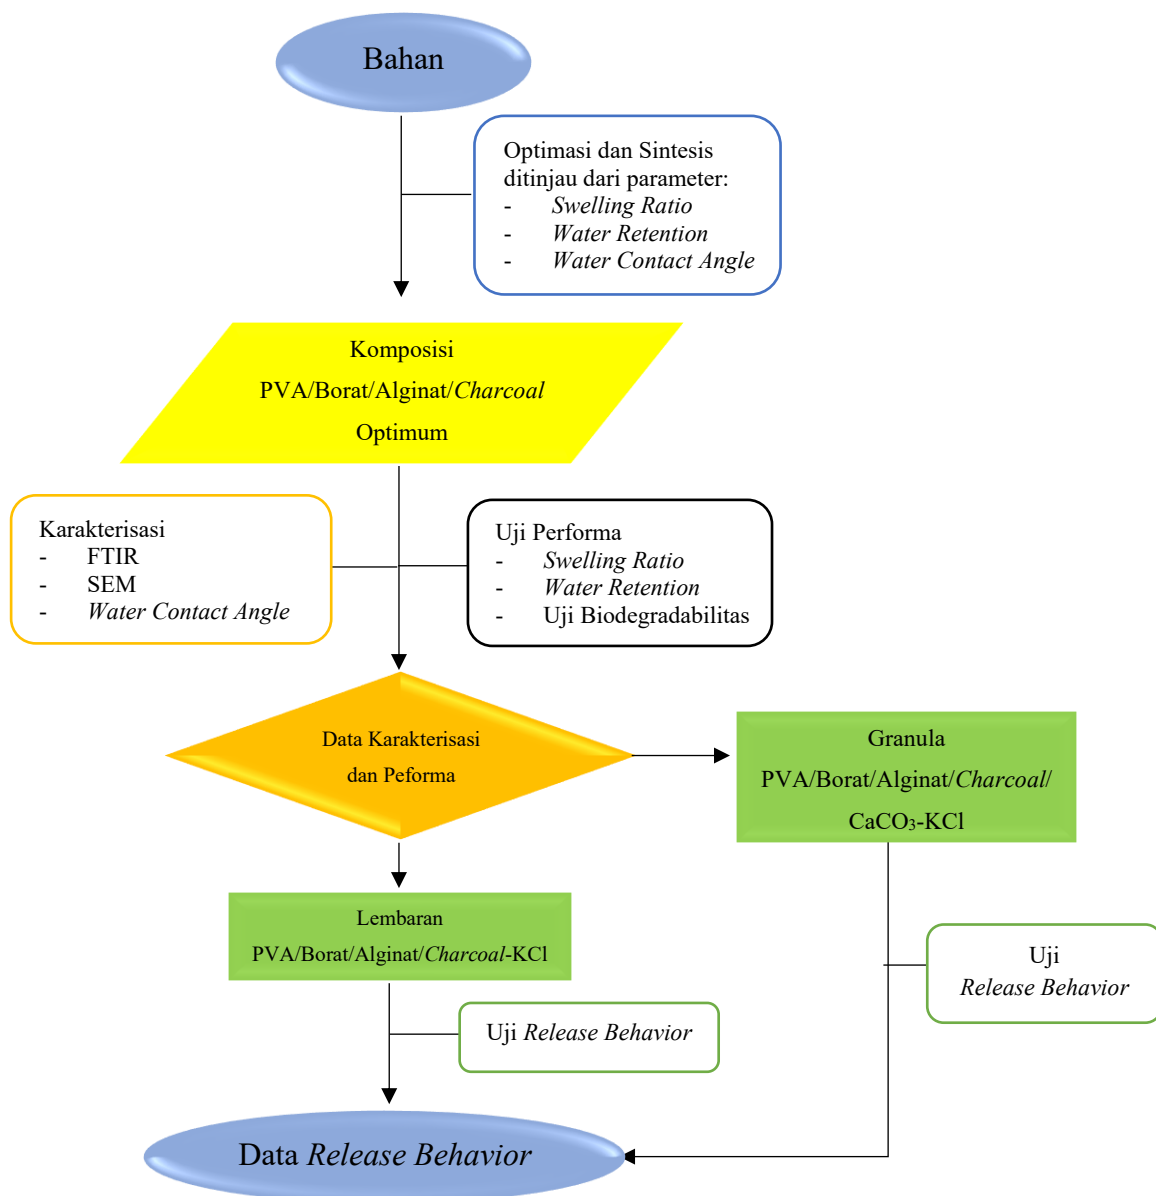 Bahan
Optimasi dan Sintesis
ditinjau dari parameter:
- Swelling Ratio
- Water Retention
- Water Contact Angle
Komposisi
PVA/Borat/Alginat/Charcoal
Optimum
Karakterisasi
- FTIR
- SEM
- Water Contact Angle
Uji Performa
- Swelling Ratio
- Water Retention
- Uji Biodegradabilitas
Data Karakterisasi
dan Peforma
Granula
PVA/Borat/Alginat/Charcoal/
CaCO₃-KCl
Lembaran
PVA/Borat/Alginat/Charcoal-KCl
Uji
Release Behavior
Uji Release Behavior
Data Release Behavior